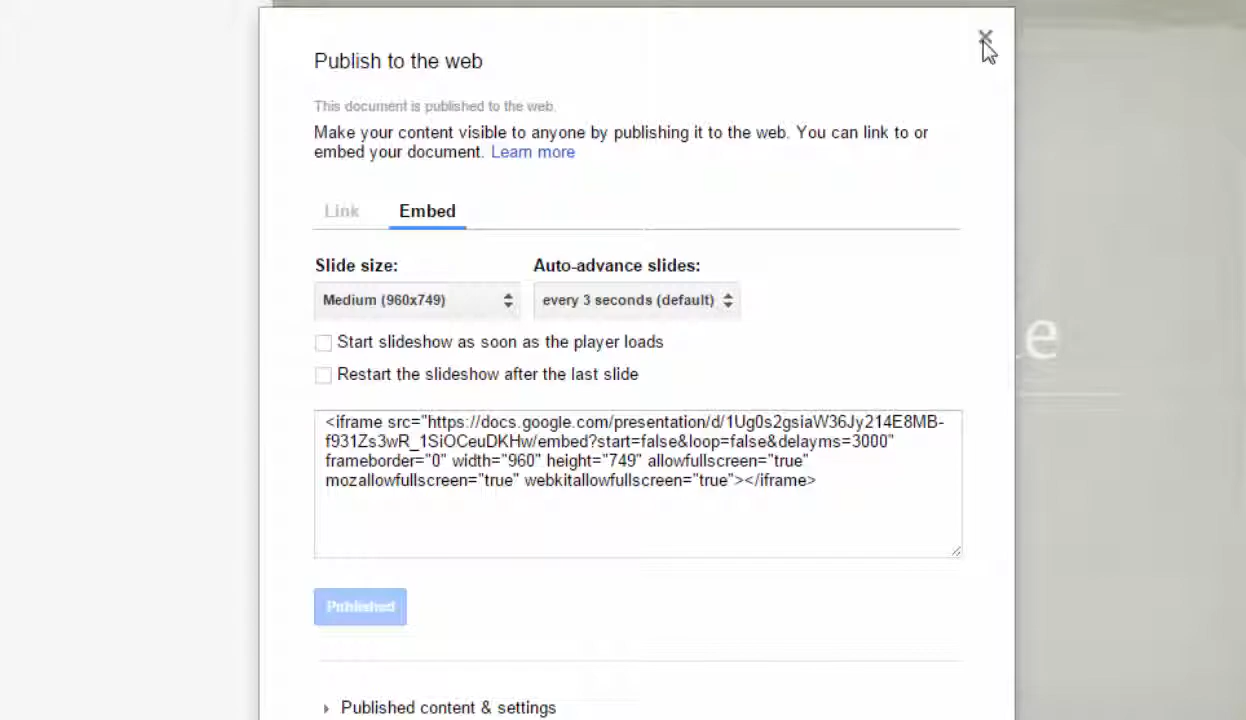 Publish to the web
This document is published to the web.
Make your content visible to anyone by publishing it to the web. You can link to or
embed your document. Learn more
Link Embed
Slide size: Auto-advance slides:
Medium (960x749) every 3 seconds (default)
Start slideshow as soon as the player loads
Restart the slideshow after the last slide
<iframe src="https://docs.google.com/presentation/d/1Ug0s2gsiaW36Jy214E8MB-
f931Zs3wR_1SiOCeuDKHw/embed?start=false&loop=false&delayms=3000"
frameborder="0" width="960" height="749" allowfullscreen="true"
mozallowfullscreen="true" webkitallowfullscreen="true"></iframe>
Published
Published content & settings